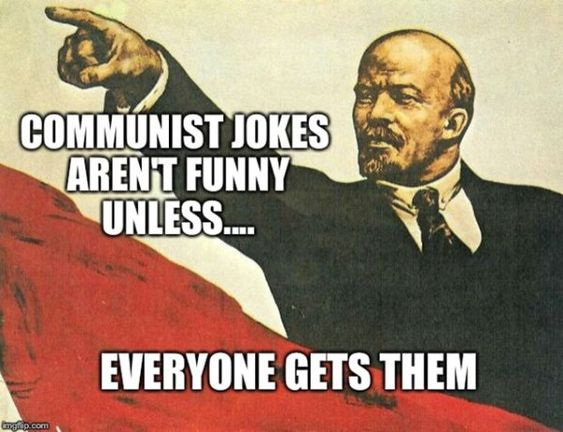 COMMUNIST JOKES
AREN'T FUNNY
UNLESS....
EVERYONE GETS THEM
imgflip.com